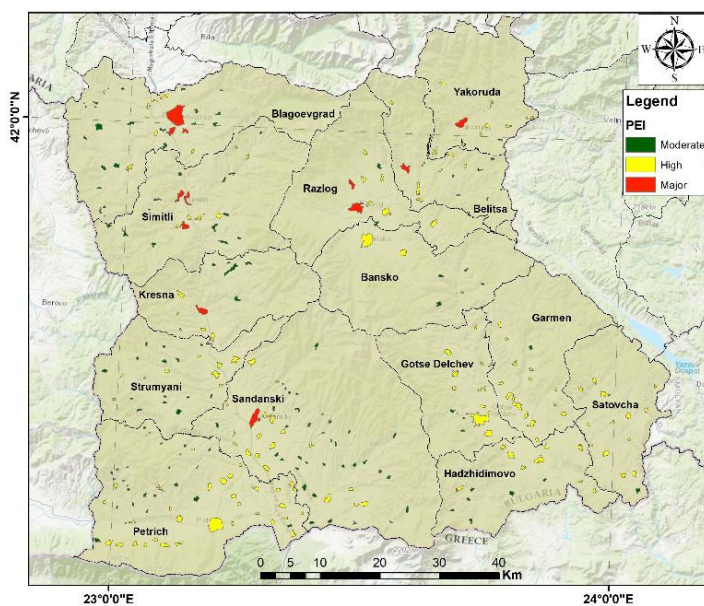 N
W
E
S
Rila
Yakoruda
Legend
PEI
Moderate
High
Major
42°0'0"N
Blagoevgrad
Razlog
Belitsa
Simitli
Bansko
Kresna
Berovo
Garmen
Gotse Delchev
Strumyani
Sandanski
Satovcha
Hadzhidimovo
BULGARIA
Petrich
GREECE
0 5 10 20 30 40
Km
23°0'0"E
24°0'0"E